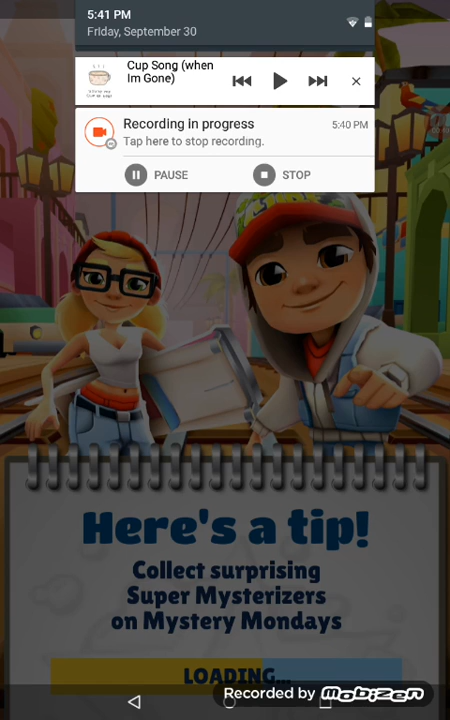 5:41 PM
Friday, September 30
Cup Song (when
Im Gone)
Recording in progress
5:40 PM
Tap here to stop recording.
PAUSE
STOP
Here's a tip!
Collect surprising
Super Mysterizers
on Mystery Mondays
LOADING...
Recorded by Mobizen